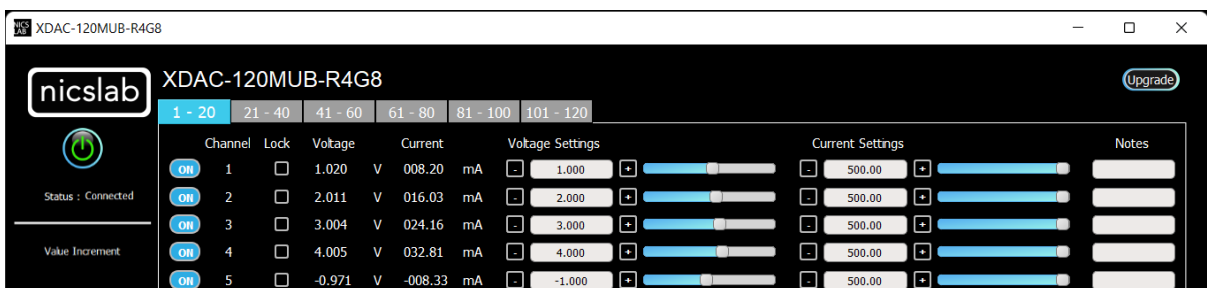 NICS LAB XDAC-120MUB-R4G8
nicslab XDAC-120MUB-R4G8 Upgrade
1 - 20 21 - 40 41 - 60 61 - 80 81 - 100 101 - 120
Channel Lock Voltage Current Voltage Settings Current Settings Notes
ON 1 1.020 V 008.20 mA - 1.000 + - 500.00 +
Status : Connected ON 2 2.011 V 016.03 mA - 2.000 + - 500.00 +
ON 3 3.004 V 024.16 mA - 3.000 + - 500.00 +
Value Increment ON 4 4.005 V 032.81 mA - 4.000 + - 500.00 +
ON 5 -0.971 V -008.33 mA - -1.000 + - 500.00 +